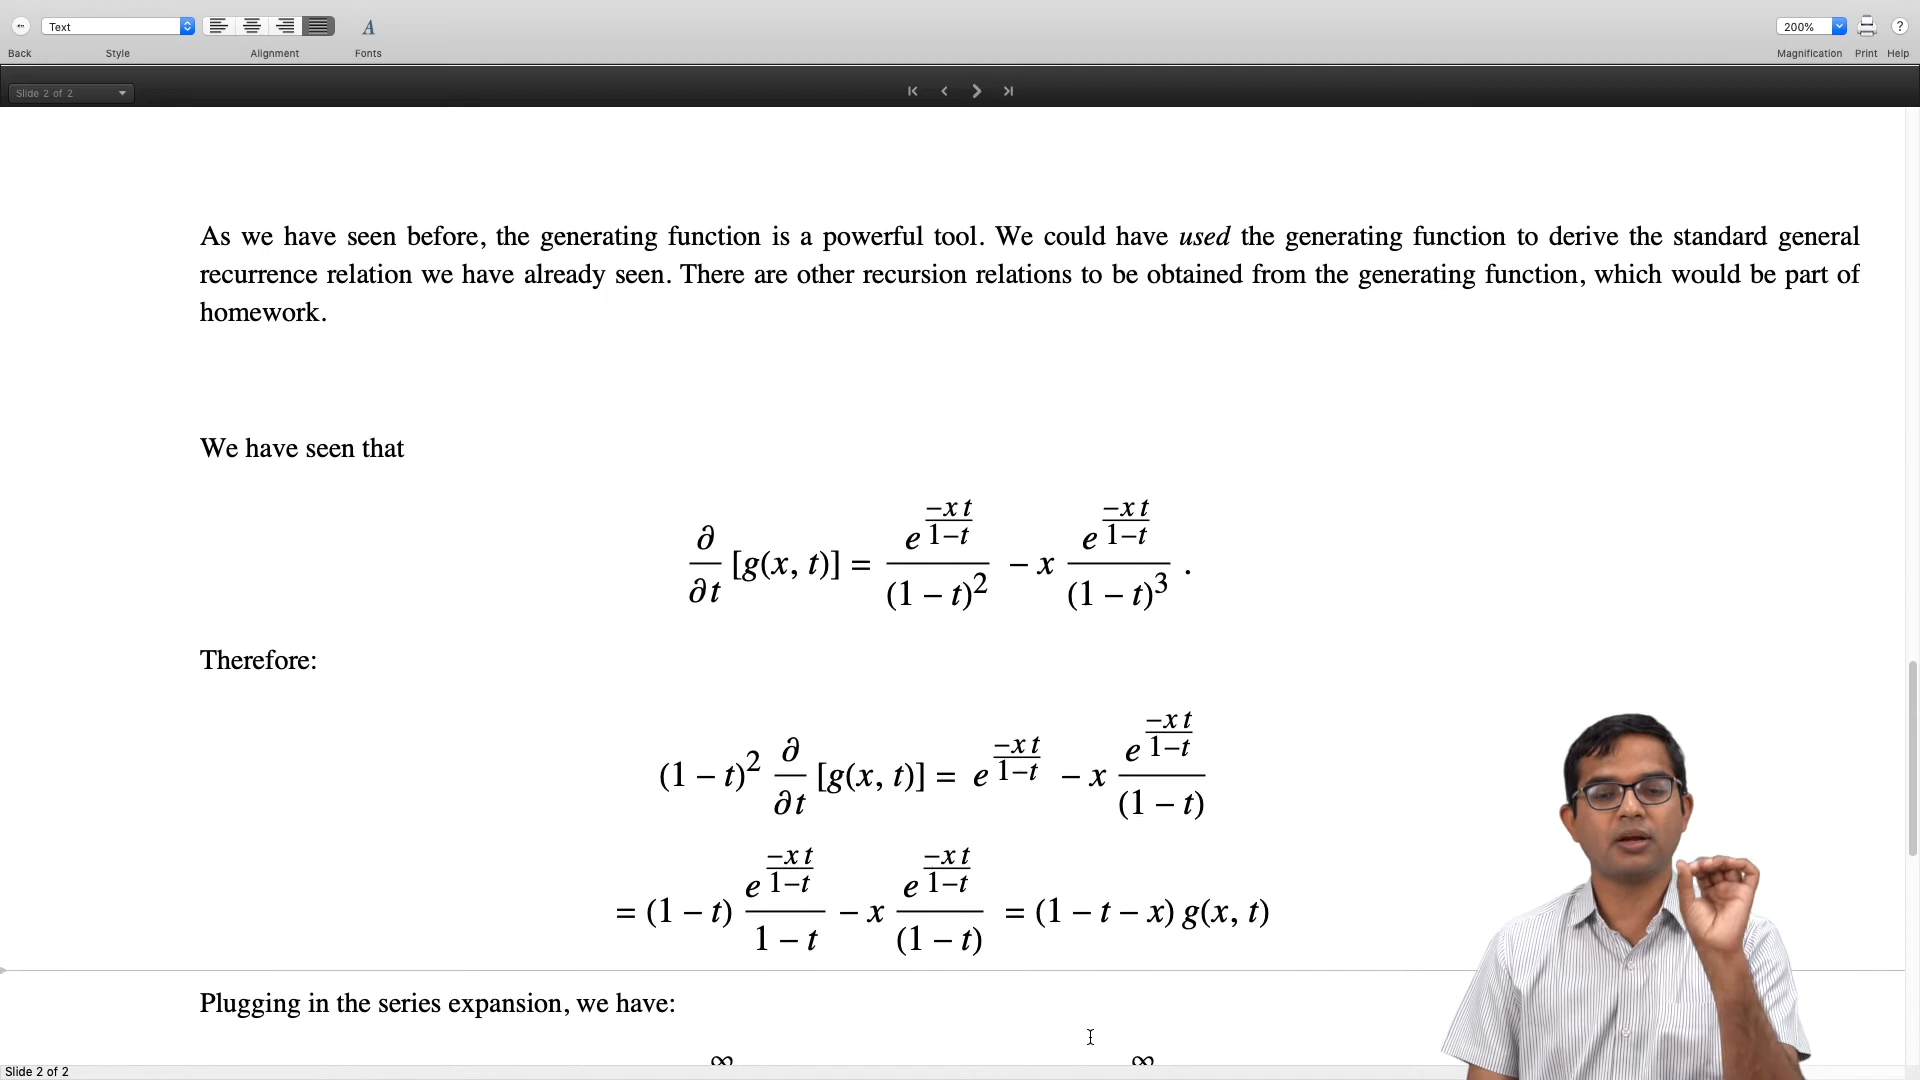 Text
Back
Style
Alignment
A
Fonts
200%
Magnification
Print
?
Help
Slide 2 of 2
As we have seen before, the generating function is a powerful tool. We could have used the generating function to derive the standard general
recurrence relation we have already seen. There are other recursion relations to be obtained from the generating function, which would be part of
homework.
We have seen that
∂/∂t [g(x, t)] = e^(−x t/1−t) / (1 − t)² − x e^(−x t/1−t) / (1 − t)³ .
Therefore:
(1 − t)² ∂/∂t [g(x, t)] = e^(−x t/1−t) − x e^(−x t/1−t) / (1 − t)
= (1 − t) e^(−x t/1−t) / 1 − t − x e^(−x t/1−t) / (1 − t) = (1 − t − x) g(x, t)
Plugging in the series expansion, we have:
∞ ∞
Slide 2 of 2